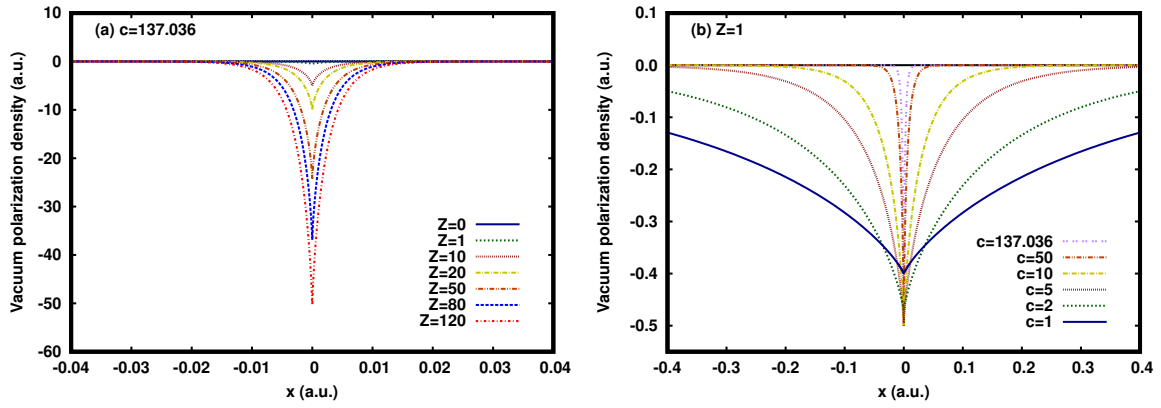 (a) c=137.036
Vacuum polarization density (a.u.)
10
0
-10
-20
-30
-40
-50
-60
Z=0
Z=1
Z=10
Z=20
Z=50
Z=80
Z=120
-0.04 -0.03 -0.02 -0.01 0 0.01 0.02 0.03 0.04
x (a.u.)
(b) Z=1
Vacuum polarization density (a.u.)
0.1
0.0
-0.1
-0.2
-0.3
-0.4
-0.5
c=137.036
c=50
c=10
c=5
c=2
c=1
-0.4 -0.3 -0.2 -0.1 0 0.1 0.2 0.3 0.4
x (a.u.)